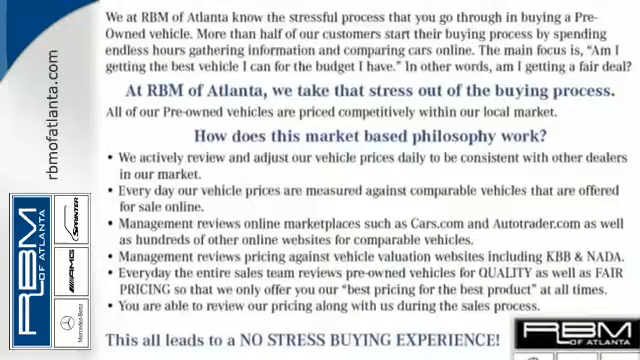 We at RBM of Atlanta know the stressful process that you go through in buying a Pre-
Owned vehicle. More than half of our customers start their buying process by spending
endless hours gathering information and comparing cars online. The main focus is, "Am I
getting the best vehicle I can for the budget I have." In other words, am I getting a fair deal?
At RBM of Atlanta, we take that stress out of the buying process.
All of our Pre-owned vehicles are priced competitively within our local market.
How does this market based philosophy work?
• We actively review and adjust our vehicle prices daily to be consistent with other dealers
in our market.
• Every day our vehicle prices are measured against comparable vehicles that are offered
for sale online.
• Management reviews online marketplaces such as Cars.com and Autotrader.com as well
as hundreds of other online websites for comparable vehicles.
• Management reviews pricing against vehicle valuation websites including KBB & NADA.
• Everyday the entire sales team reviews pre-owned vehicles for QUALITY as well as FAIR
PRICING so that we only offer you our "best pricing for the best product" at all times.
• You are able to review our pricing along with us during the sales process.
This all leads to a NO STRESS BUYING EXPERIENCE!
rbmofatlanta.com
RBM
OF ATLANTA
SPRINTER
AMG
Mercedes-Benz
RBM
OF ATLANTA